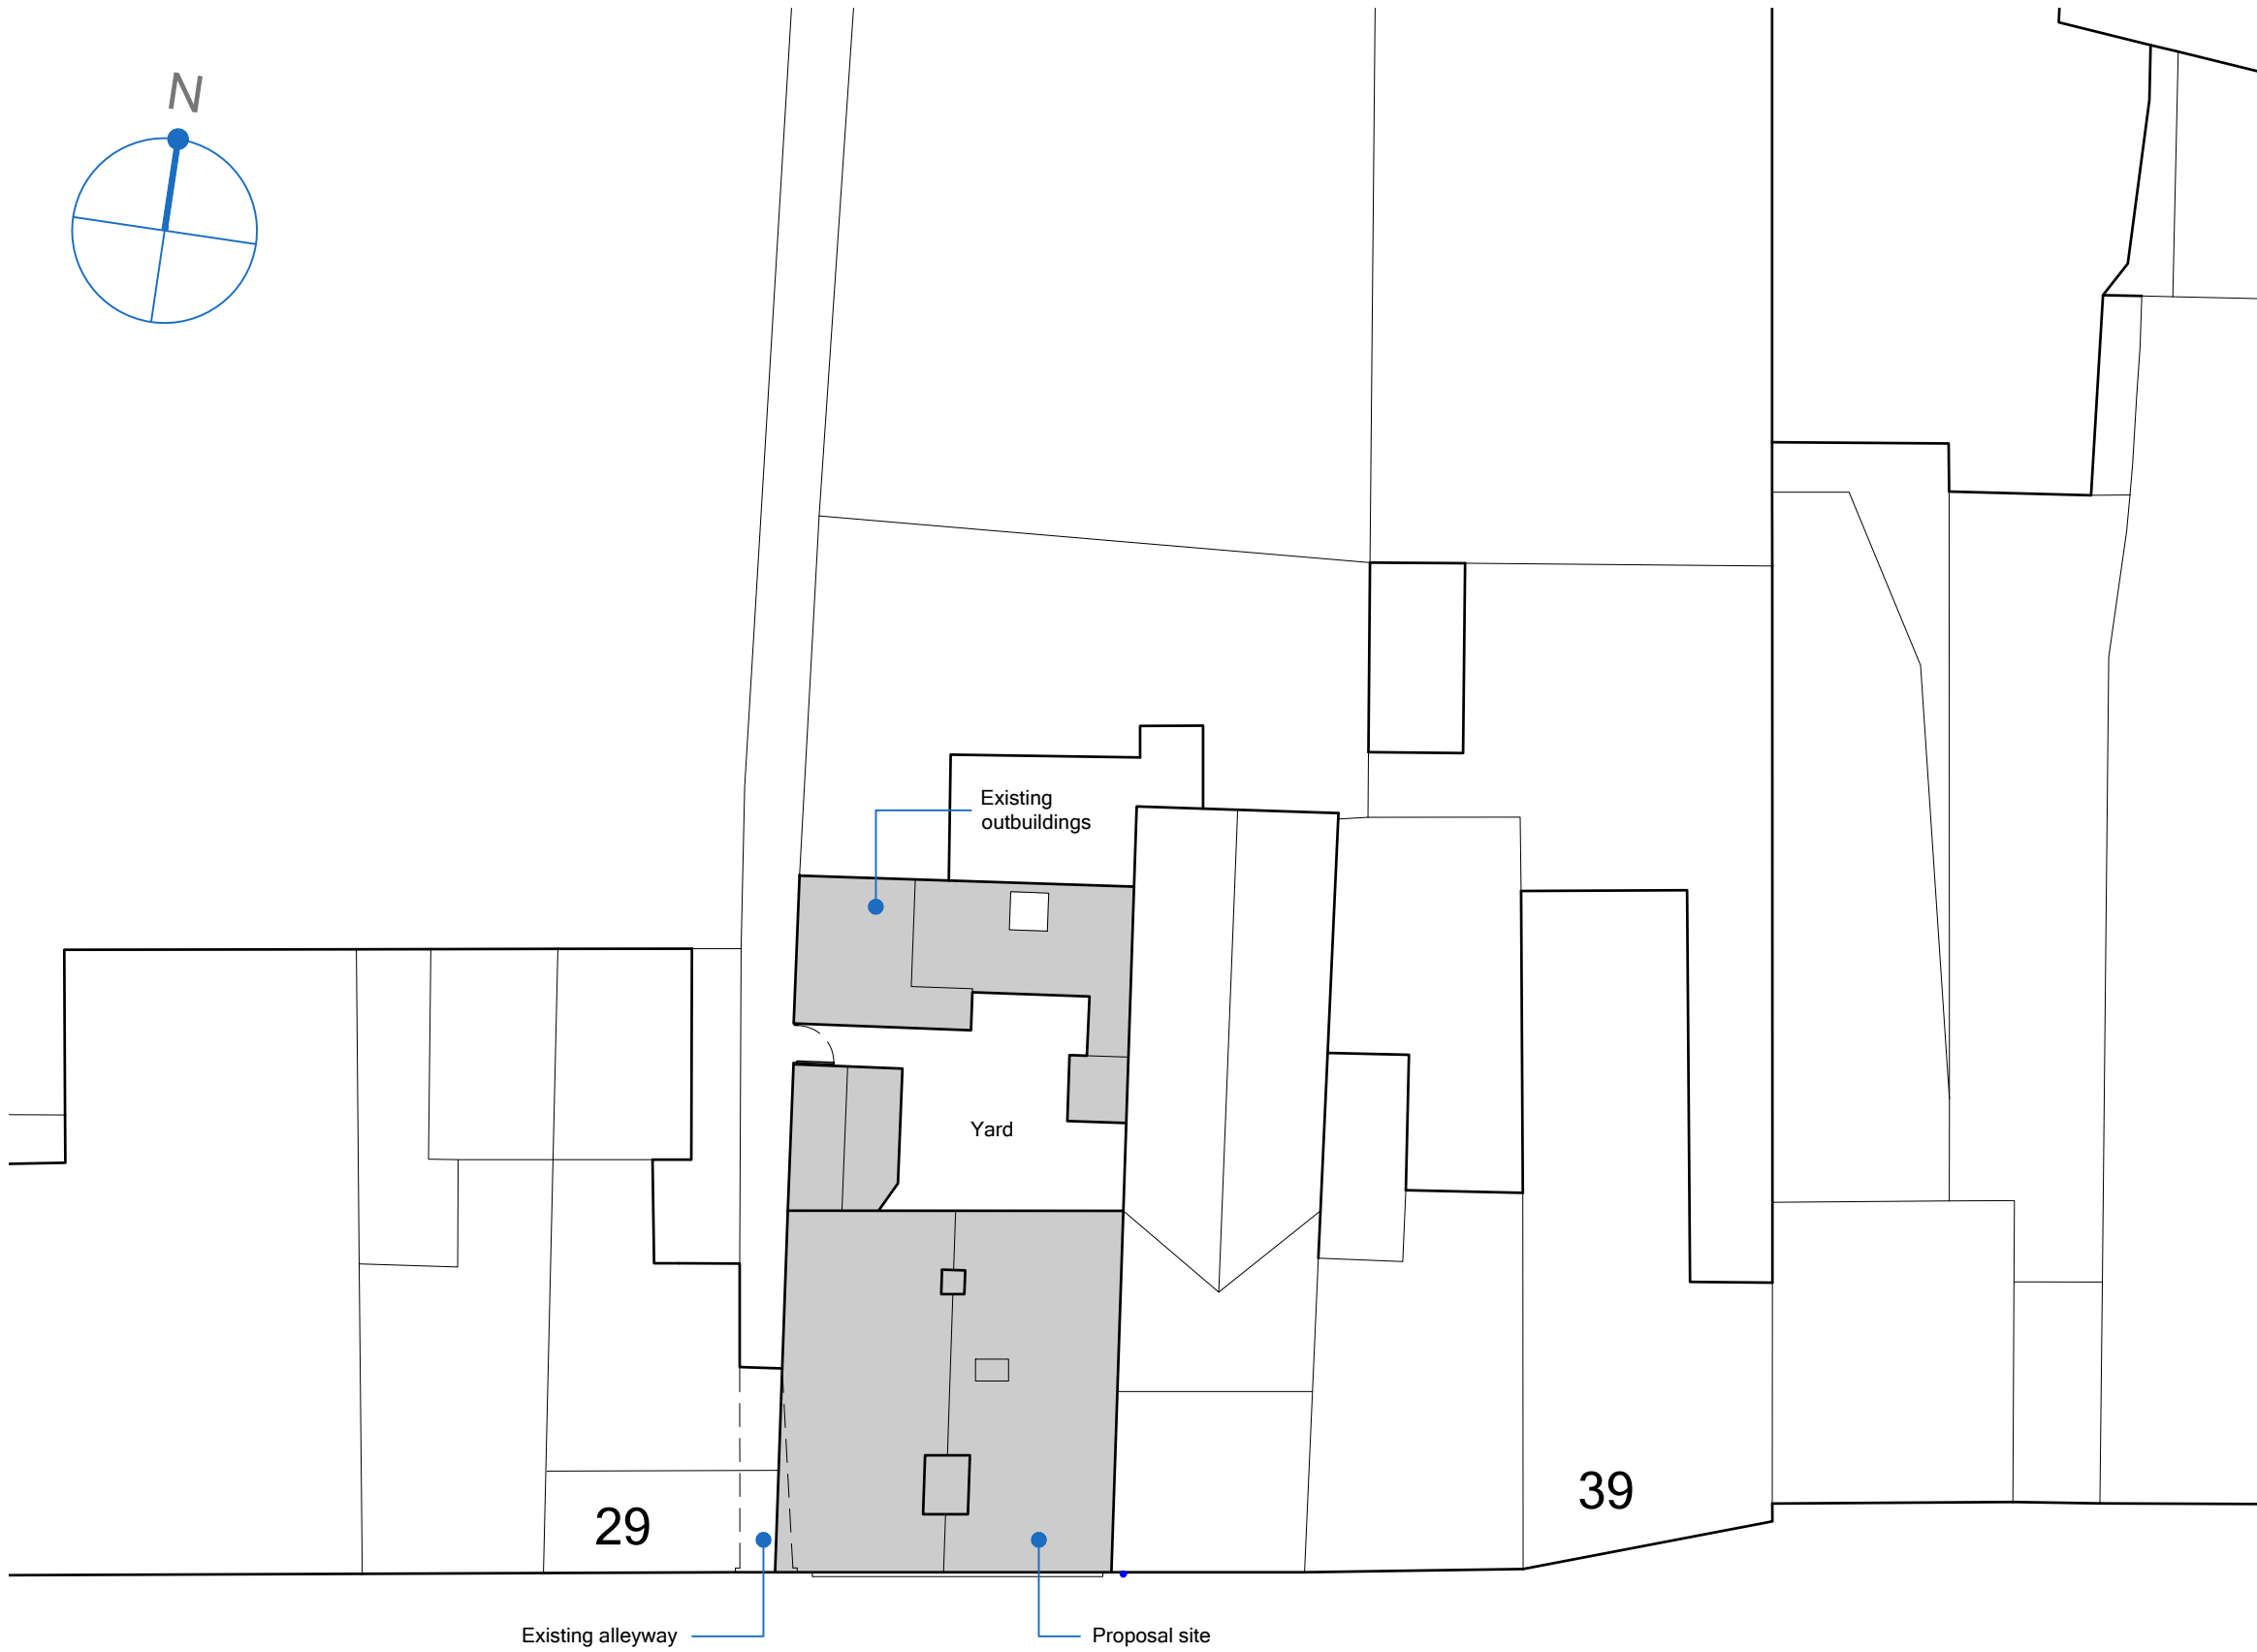 N
Existing
outbuildings
Yard
39
29
Existing alleyway
Proposal site